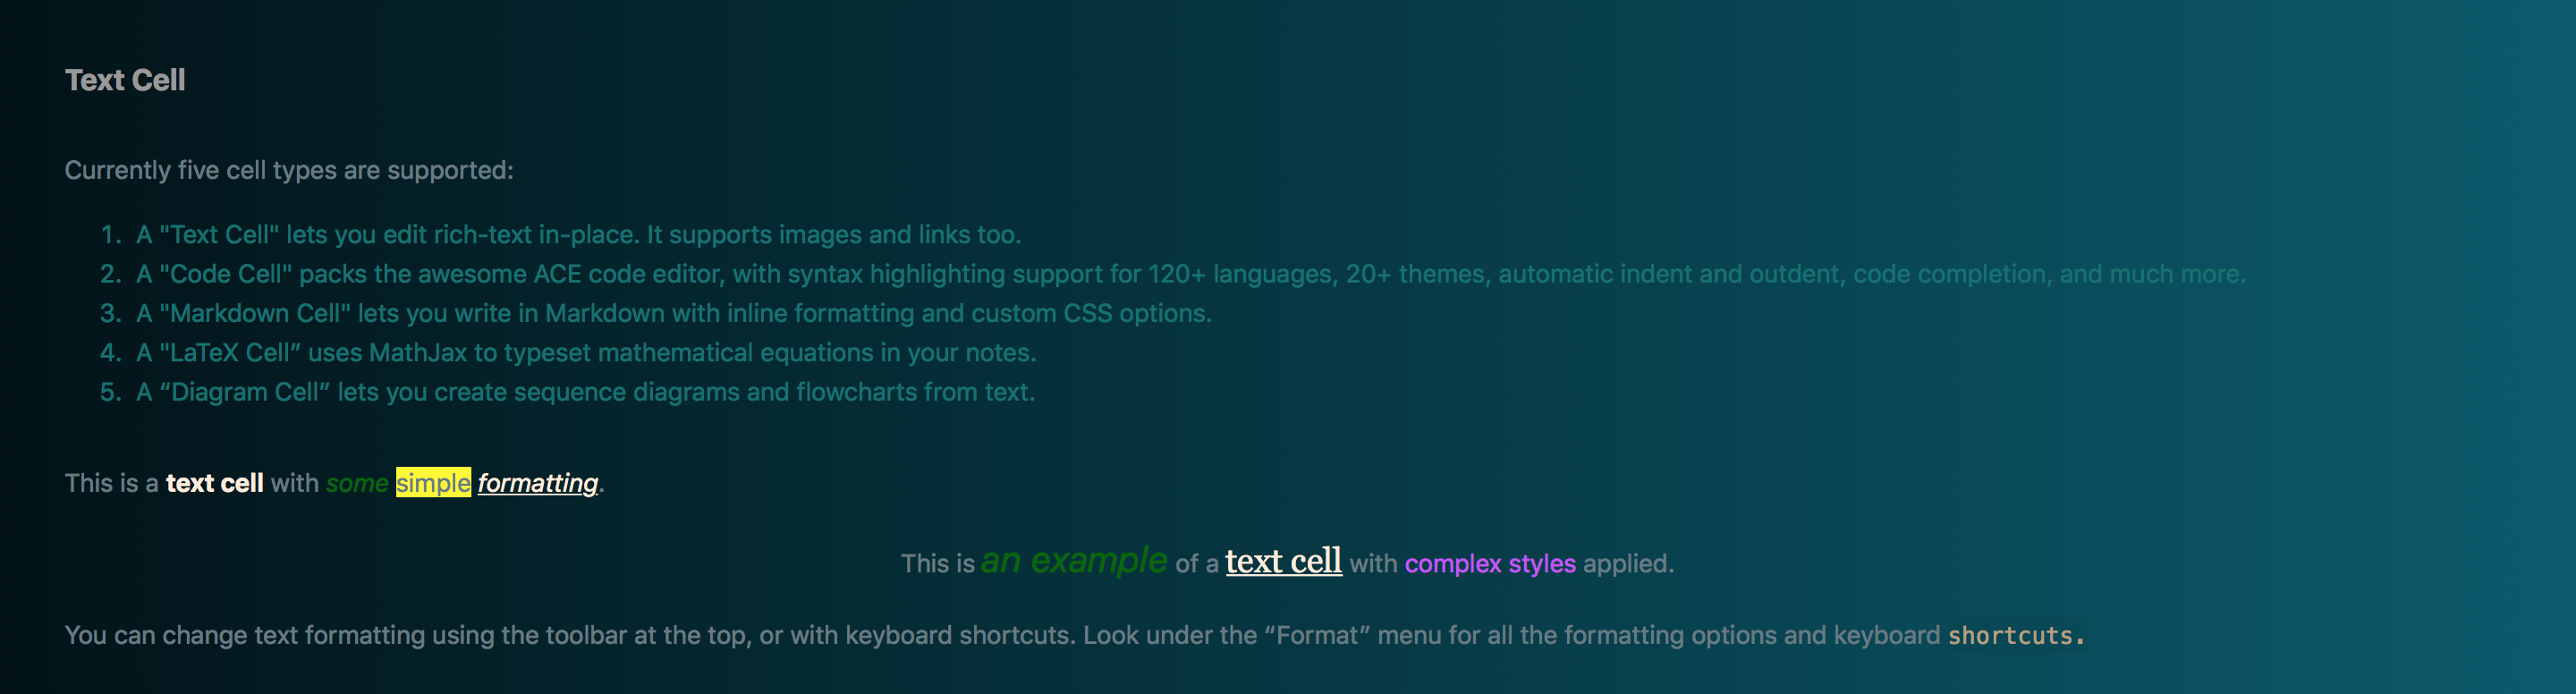 Text Cell
Currently five cell types are supported:
1. A "Text Cell" lets you edit rich-text in-place. It supports images and links too.
2. A "Code Cell" packs the awesome ACE code editor, with syntax highlighting support for 120+ languages, 20+ themes, automatic indent and outdent, code completion, and much more.
3. A "Markdown Cell" lets you write in Markdown with inline formatting and custom CSS options.
4. A "LaTeX Cell” uses MathJax to typeset mathematical equations in your notes.
5. A “Diagram Cell” lets you create sequence diagrams and flowcharts from text.
This is a text cell with some simple formatting.
This is an example of a text cell with complex styles applied.
You can change text formatting using the toolbar at the top, or with keyboard shortcuts. Look under the “Format” menu for all the formatting options and keyboard shortcuts.